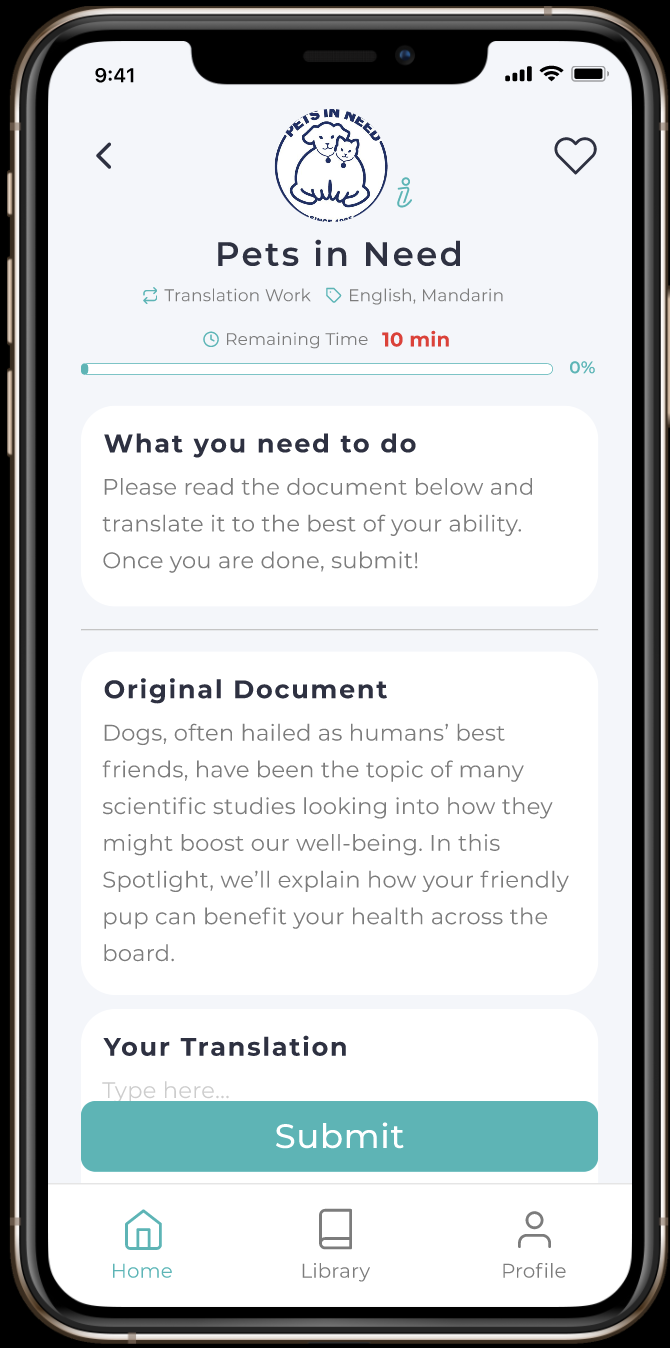 9:41
PETS IN NEED
i
Pets in Need
Translation Work English, Mandarin
Remaining Time 10 min
0%
What you need to do
Please read the document below and
translate it to the best of your ability.
Once you are done, submit!
Original Document
Dogs, often hailed as humans’ best
friends, have been the topic of many
scientific studies looking into how they
might boost our well-being. In this
Spotlight, we’ll explain how your friendly
pup can benefit your health across the
board.
Your Translation
Type here...
Submit
Home Library Profile